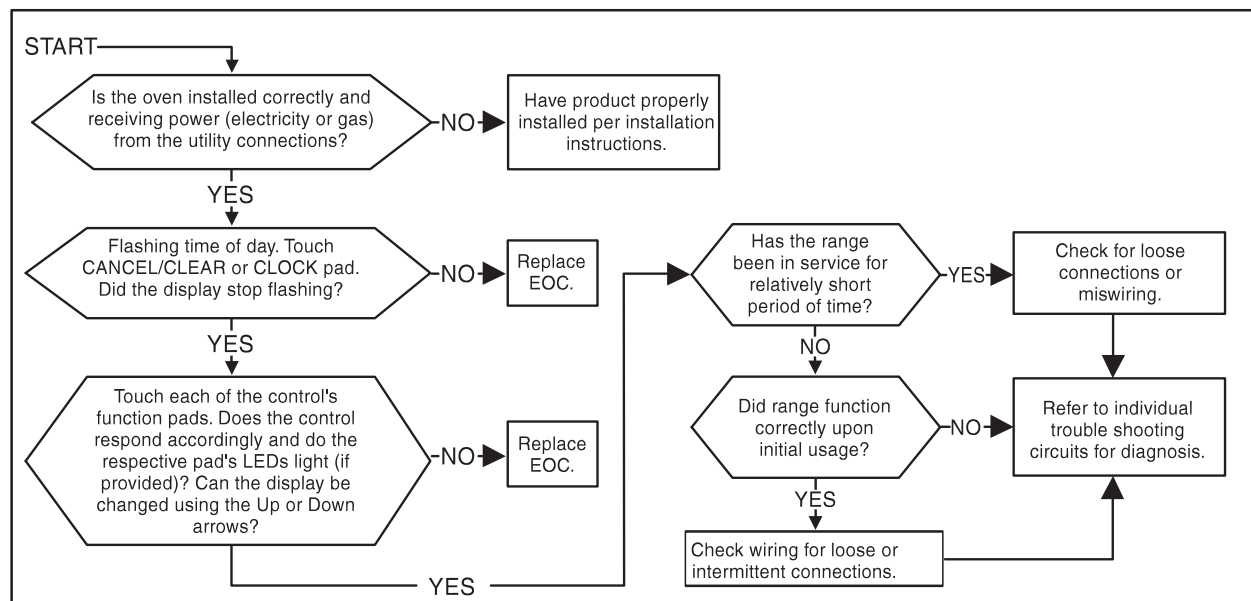 START
Is the oven installed correctly and
receiving power (electricity or gas)
from the utility connections?
NO
Have product properly
installed per installation
instructions.
YES
Flashing time of day. Touch
CANCEL/CLEAR or CLOCK pad.
Did the display stop flashing?
NO
Replace
EOC.
YES
Touch each of the control's
function pads. Does the control
respond accordingly and do the
respective pad's LEDs light (if
provided)? Can the display be
changed using the Up or Down
arrows?
NO
Replace
EOC.
YES
Has the range
been in service for
relatively short
period of time?
YES
Check for loose
connections or
miswiring.
NO
Did range function
correctly upon
initial usage?
NO
Refer to individual
trouble shooting
circuits for diagnosis.
YES
Check wiring for loose or
intermittent connections.